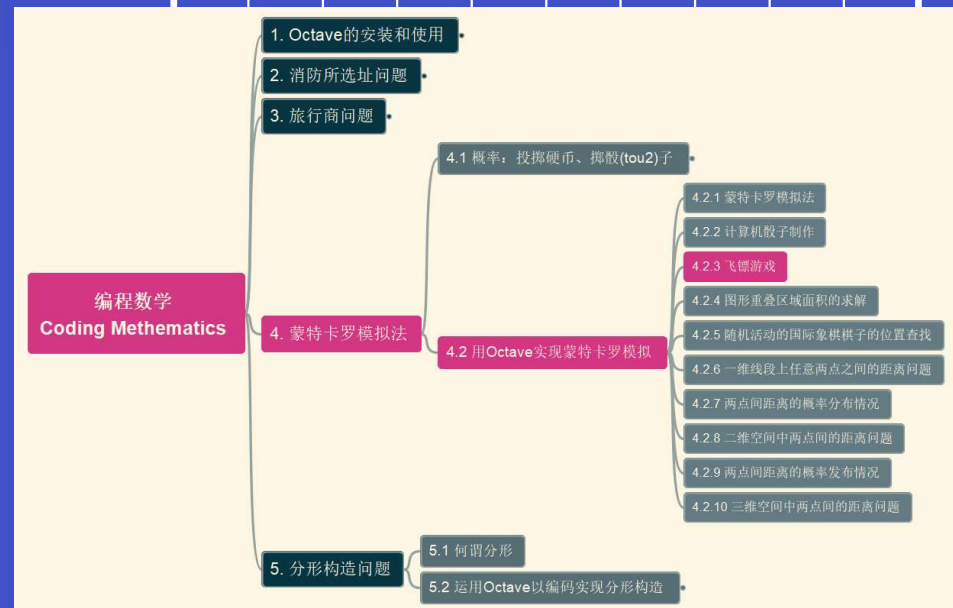 编程数学
Coding Methematics
1. Octave的安装和使用
2. 消防所选址问题
3. 旅行商问题
4. 蒙特卡罗模拟法
4.1 概率：投掷硬币、掷骰(tou2)子
4.2 用Octave实现蒙特卡罗模拟
4.2.1 蒙特卡罗模拟法
4.2.2 计算机骰子制作
4.2.3 飞镖游戏
4.2.4 图形重叠区域面积的求解
4.2.5 随机活动的国际象棋棋子的位置查找
4.2.6 一维线段上任意两点之间的距离问题
4.2.7 两点间距离的概率分布情况
4.2.8 二维空间中两点间的距离问题
4.2.9 两点间距离的概率发布情况
4.2.10 三维空间中两点间的距离问题
5. 分形构造问题
5.1 何谓分形
5.2 运用Octave以编码实现分形构造